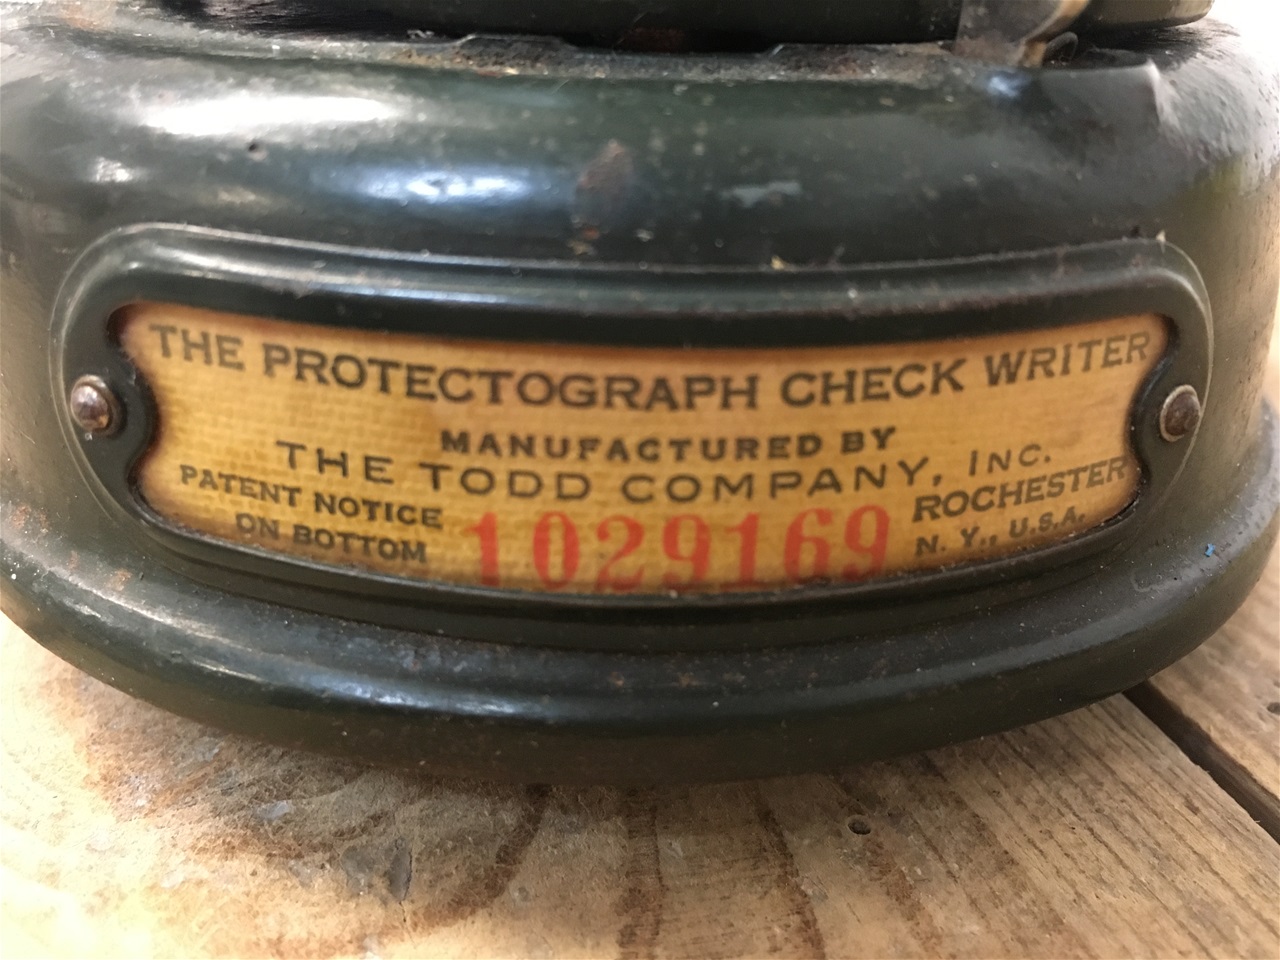 THE PROTECTOGRAPH CHECK WRITER
MANUFACTURED BY
THE TODD COMPANY, INC.
PATENT NOTICE
ON BOTTOM
1029169
ROCHESTER
N. Y., U.S.A.